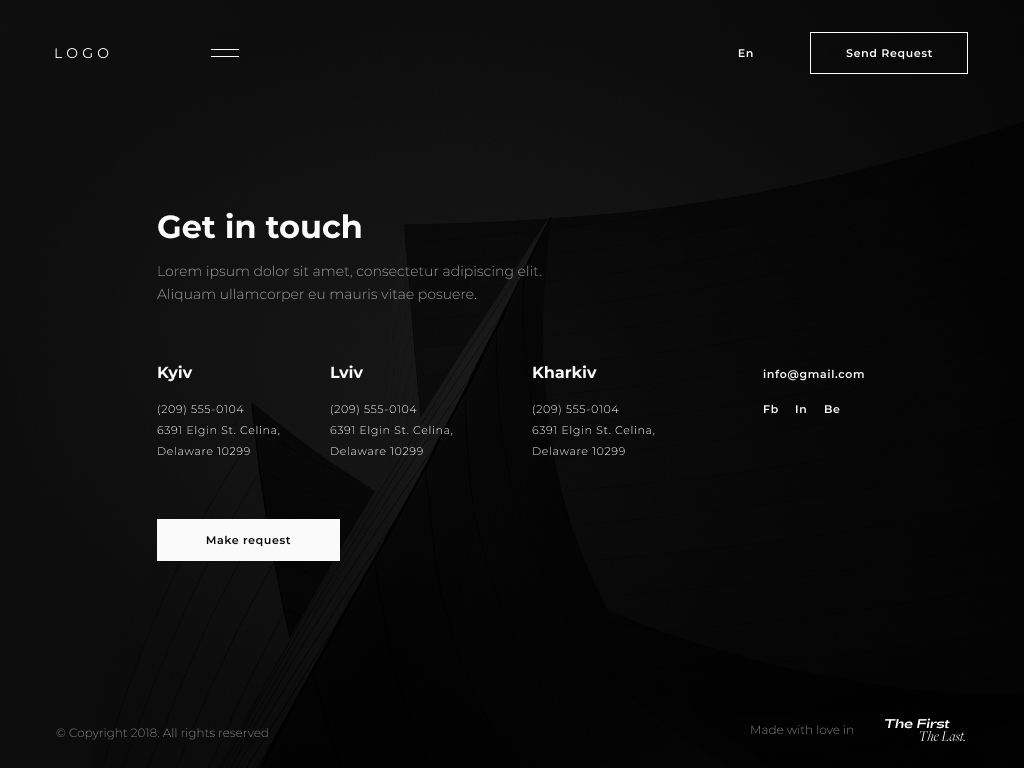 LOGO
En
Send Request
Get in touch
Lorem ipsum dolor sit amet, consectetur adipiscing elit.
Aliquam ullamcorper eu mauris vitae posuere.
Kyiv
(209) 555-0104
6391 Elgin St. Celina,
Delaware 10299
Lviv
(209) 555-0104
6391 Elgin St. Celina,
Delaware 10299
Kharkiv
(209) 555-0104
6391 Elgin St. Celina,
Delaware 10299
info@gmail.com
Fb In Be
Make request
© Copyright 2018. All rights reserved
Made with love in
The First
The Last.